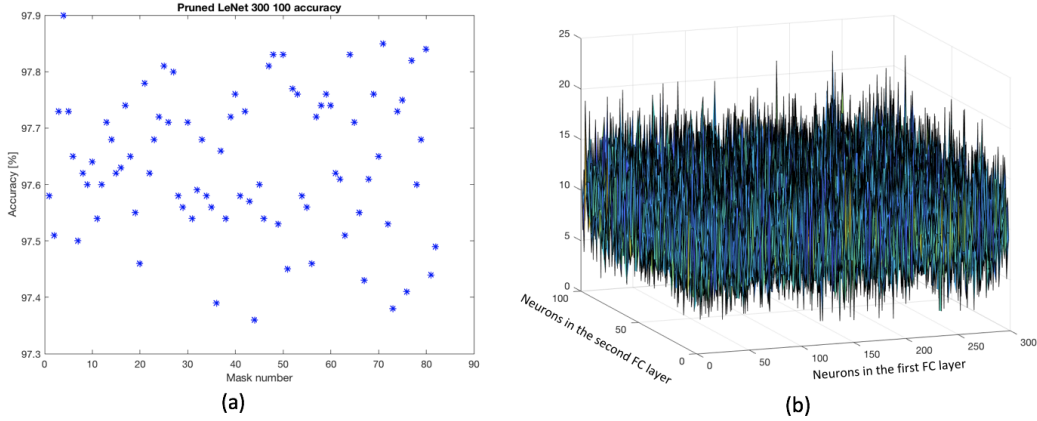 Pruned LeNet 300 100 accuracy
97.9
97.8
97.7
97.6
97.5
97.4
97.3
Accuracy [%]
0 10 20 30 40 50 60 70 80 90
Mask number
(a)
25
20
15
10
5
0
100
50
0
Neurons in the second FC layer
0 50 100 150 200 250 300
Neurons in the first FC layer
(b)